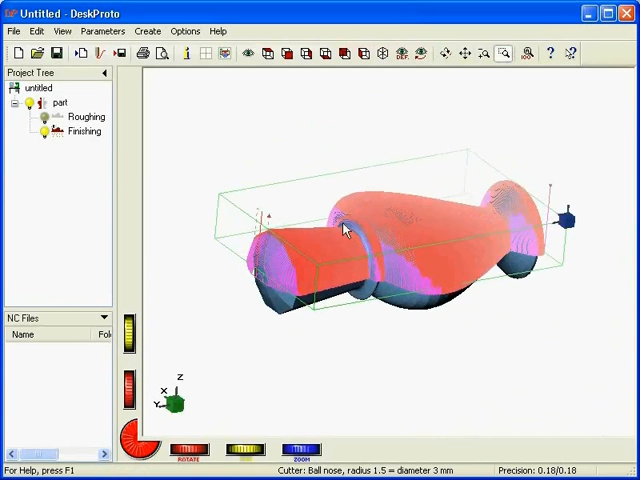 Untitled - DeskProto
File Edit View Parameters Create Options Help
DEF.
100
Project Tree
untitled
part
Roughing
Finishing
NC Files
Name Fol
Z
X
Y
ROTATE
ZOOM
For Help, press F1 Cutter: Ball nose, radius 1.5 = diameter 3 mm Precision: 0.18/0.18